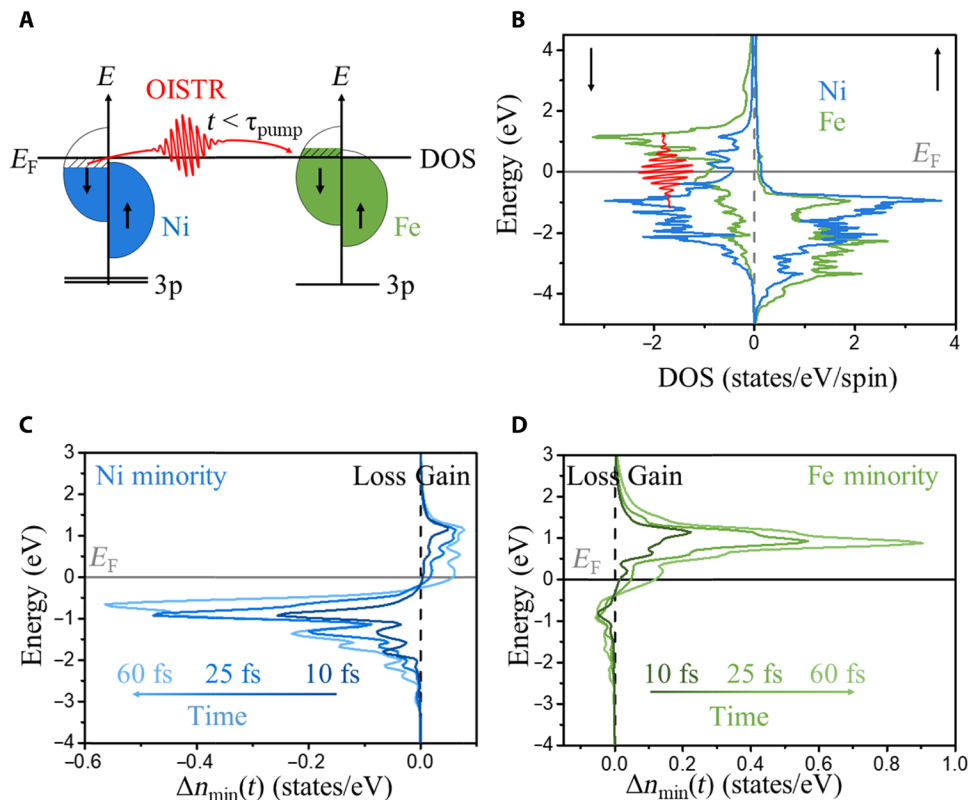 A
E
E
OISTR
t < τpump
EF
DOS
Ni
Fe
3p
3p
B
4
2
0
−2
−4
Energy (eV)
Ni
Fe
EF
−2
0
2
4
DOS (states/eV/spin)
C
3
2
1
0
−1
−2
−3
−4
Energy (eV)
Ni minority
Loss Gain
EF
60 fs 25 fs 10 fs
Time
−0.6
−0.4
−0.2
0.0
Δnmin(t) (states/eV)
D
3
2
1
0
−1
−2
−3
−4
Energy (eV)
Loss Gain
Fe minority
EF
10 fs 25 fs 60 fs
Time
0.0
0.2
0.4
0.6
0.8
1.0
Δnmin(t) (states/eV)